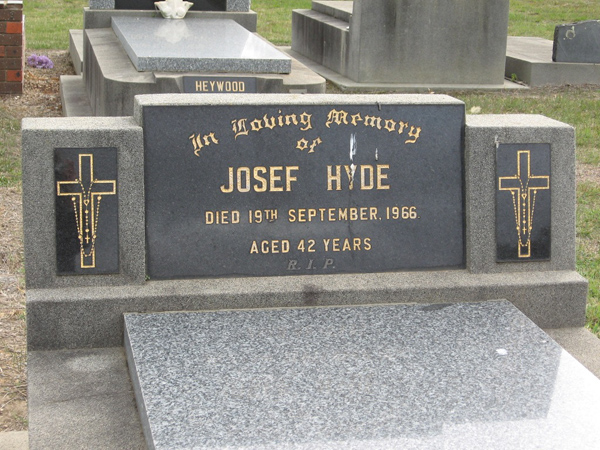 HEYWOOD
In Loving Memory
of
JOSEF HYDE
DIED 19TH SEPTEMBER, 1966
AGED 42 YEARS
R. I. P.